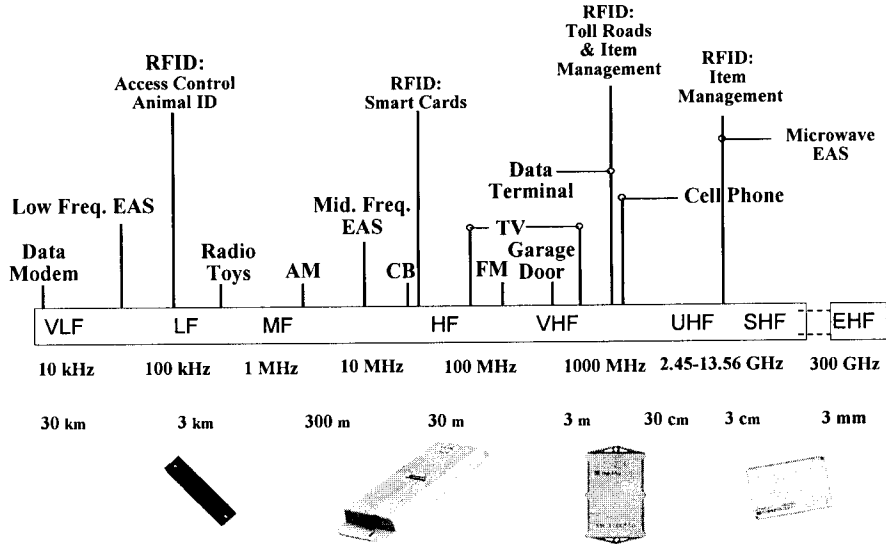 RFID:
Access Control
Animal ID
RFID:
Smart Cards
RFID:
Toll Roads
& Item
Management
RFID:
Item
Management
Microwave
EAS
Data
Terminal
Cell Phone
Low Freq. EAS
Mid. Freq.
EAS
TV
Garage
Door
Data
Modem
Radio
Toys
AM
CB
FM
VLF LF MF HF VHF UHF SHF EHF
10 kHz 100 kHz 1 MHz 10 MHz 100 MHz 1000 MHz 2.45-13.56 GHz 300 GHz
30 km 3 km 300 m 30 m 3 m 30 cm 3 cm 3 mm